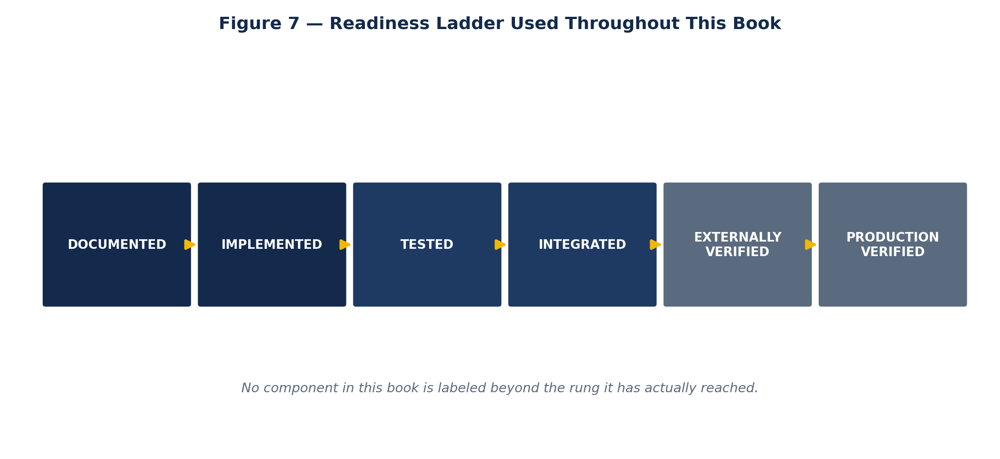 Figure 7 — Readiness Ladder Used Throughout This Book
DOCUMENTED
IMPLEMENTED
TESTED
INTEGRATED
EXTERNALLY
VERIFIED
PRODUCTION
VERIFIED
No component in this book is labeled beyond the rung it has actually reached.